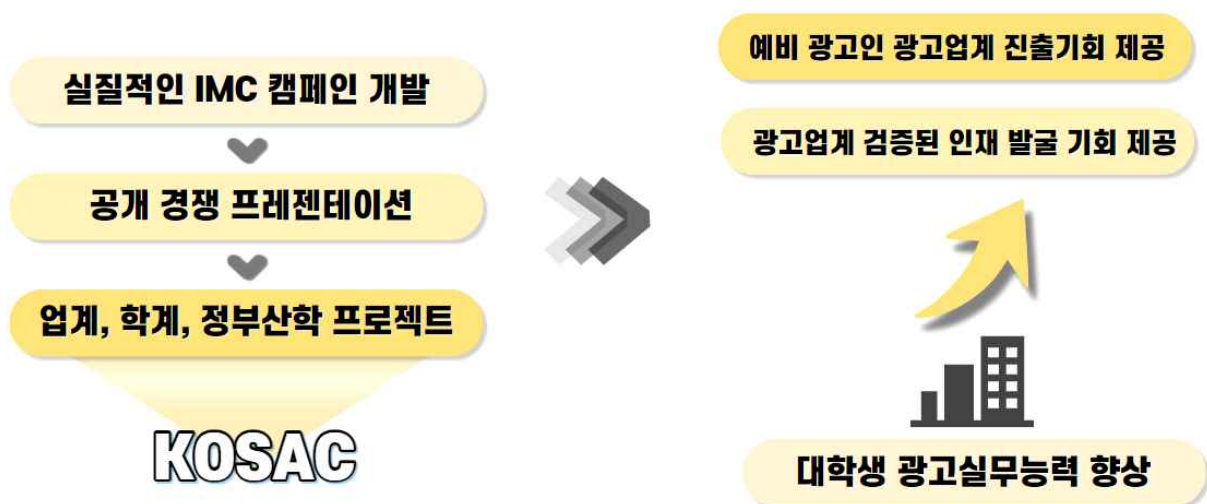 실질적인 IMC 캠페인 개발
공개 경쟁 프레젠테이션
업계, 학계, 정부산학 프로젝트
KOSAC
예비 광고인 광고업계 진출기회 제공
광고업계 검증된 인재 발굴 기회 제공
대학생 광고실무능력 향상